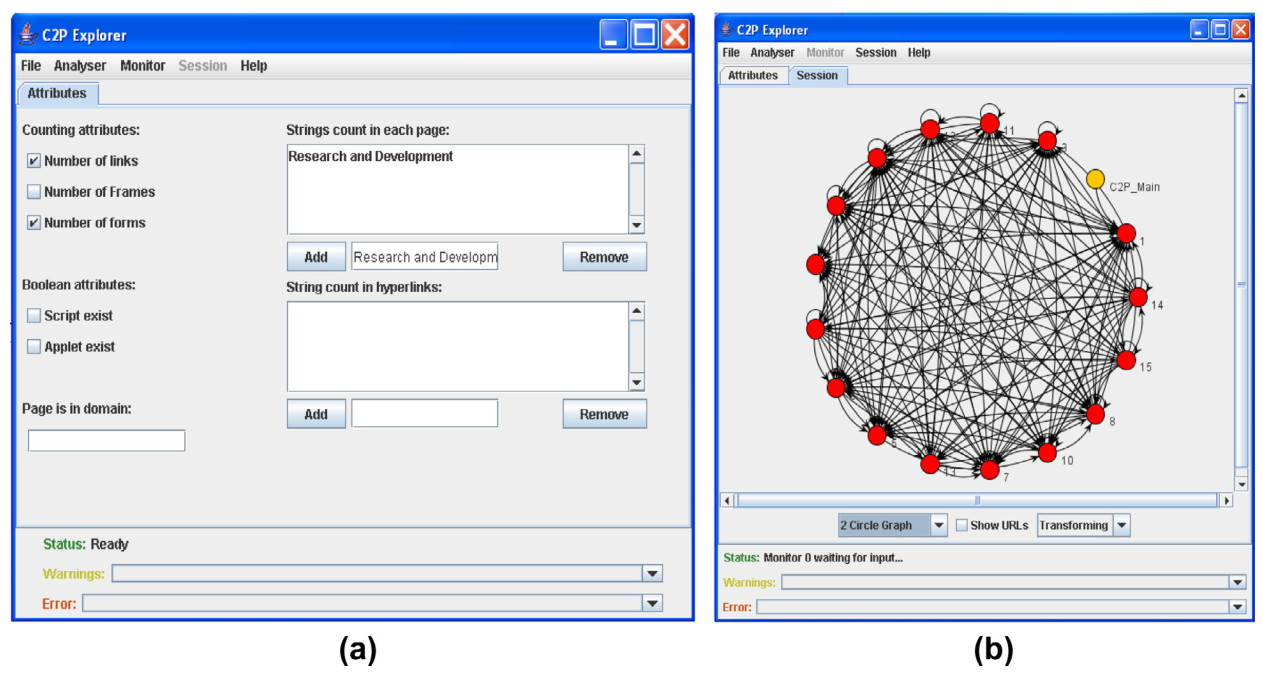 C2P Explorer
File Analyser Monitor Session Help
Attributes
Counting attributes:
Number of links
Number of Frames
Number of forms
Boolean attributes:
Script exist
Applet exist
Page is in domain:
Strings count in each page:
Research and Development
Add Research and Developm Remove
String count in hyperlinks:
Add Remove
Status: Ready
Warnings:
Error:
(a)
C2P Explorer
File Analyser Monitor Session Help
Attributes Session
11
3
C2P_Main
1
14
15
8
10
7
13
2 Circle Graph Show URLs Transforming
Status: Monitor 0 waiting for input...
Warnings:
Error:
(b)